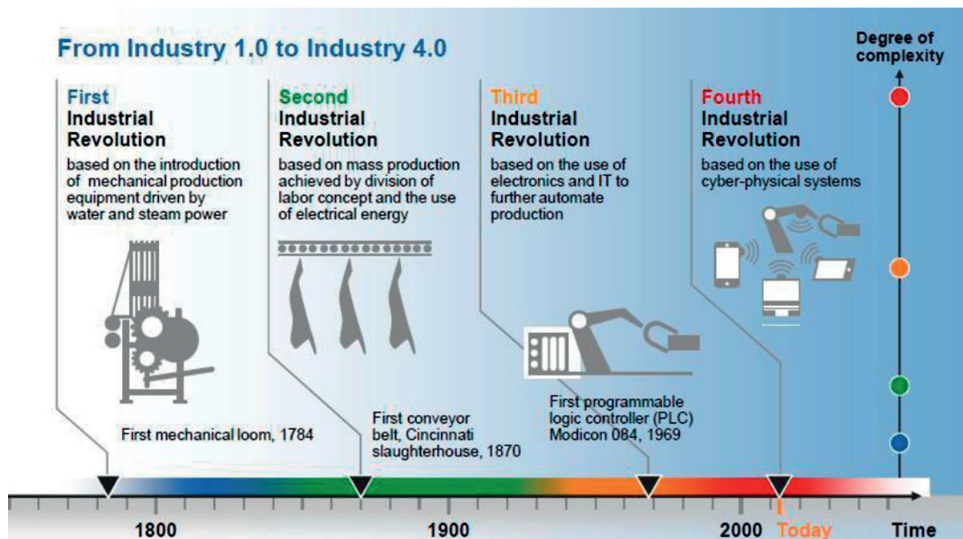 From Industry 1.0 to Industry 4.0
Degree of
complexity
First
Industrial
Revolution
based on the introduction
of mechanical production
equipment driven by
water and steam power
Second
Industrial
Revolution
based on mass production
achieved by division of
labor concept and the use
of electrical energy
Third
Industrial
Revolution
based on the use of
electronics and IT to
further automate
production
Fourth
Industrial
Revolution
based on the use of
cyber-physical systems
First mechanical loom, 1784
First conveyor
belt, Cincinnati
slaughterhouse, 1870
First programmable
logic controller (PLC)
Modicon 084, 1969
1800
1900
2000
Today
Time